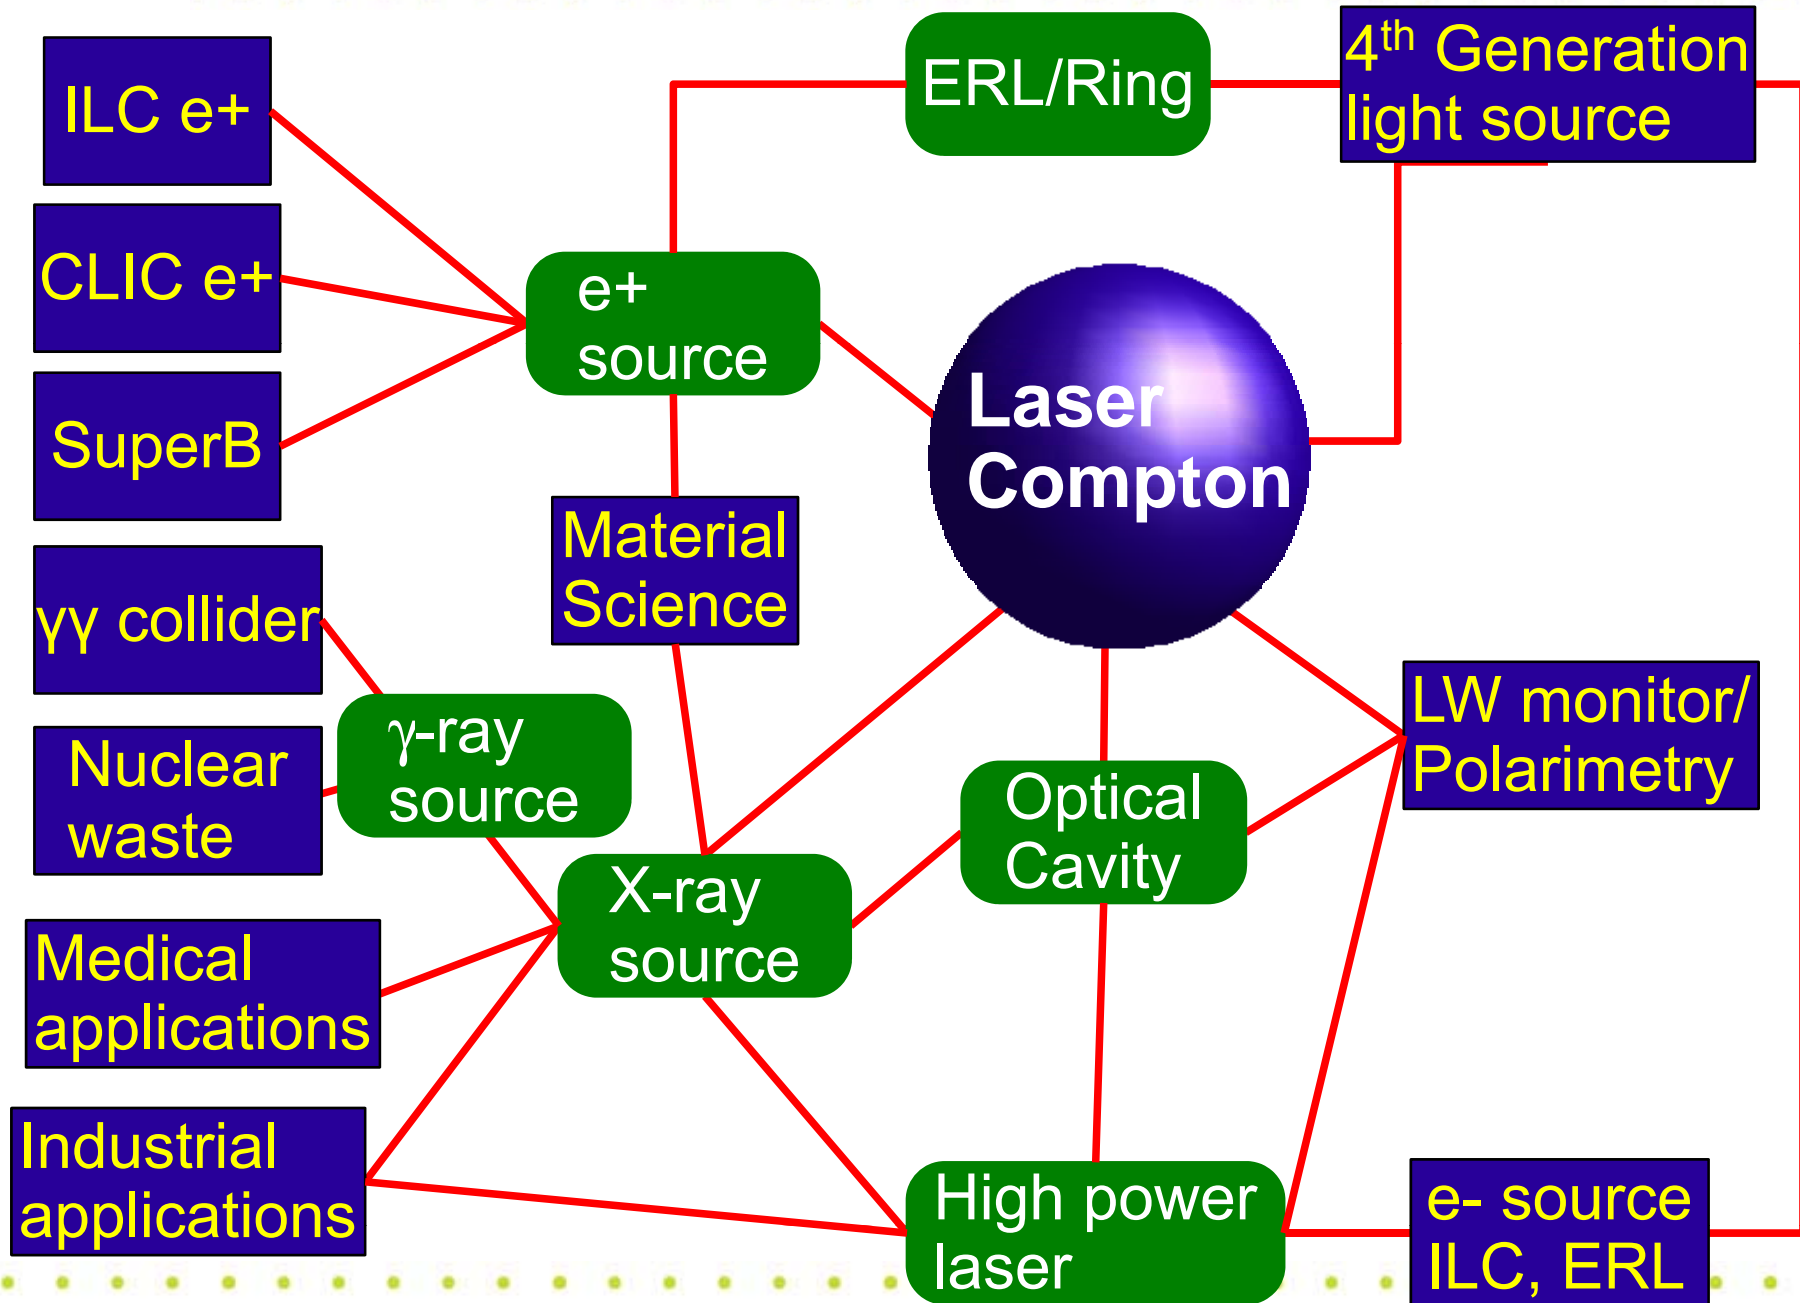 ILC e+
CLIC e+
SuperB
γγ collider
Nuclear
waste
Medical
applications
Industrial
applications
e+
source
Material
Science
γ-ray
source
X-ray
source
ERL/Ring
Laser
Compton
Optical
Cavity
High power
laser
4th Generation
light source
LW monitor/
Polarimetry
e- source
ILC, ERL